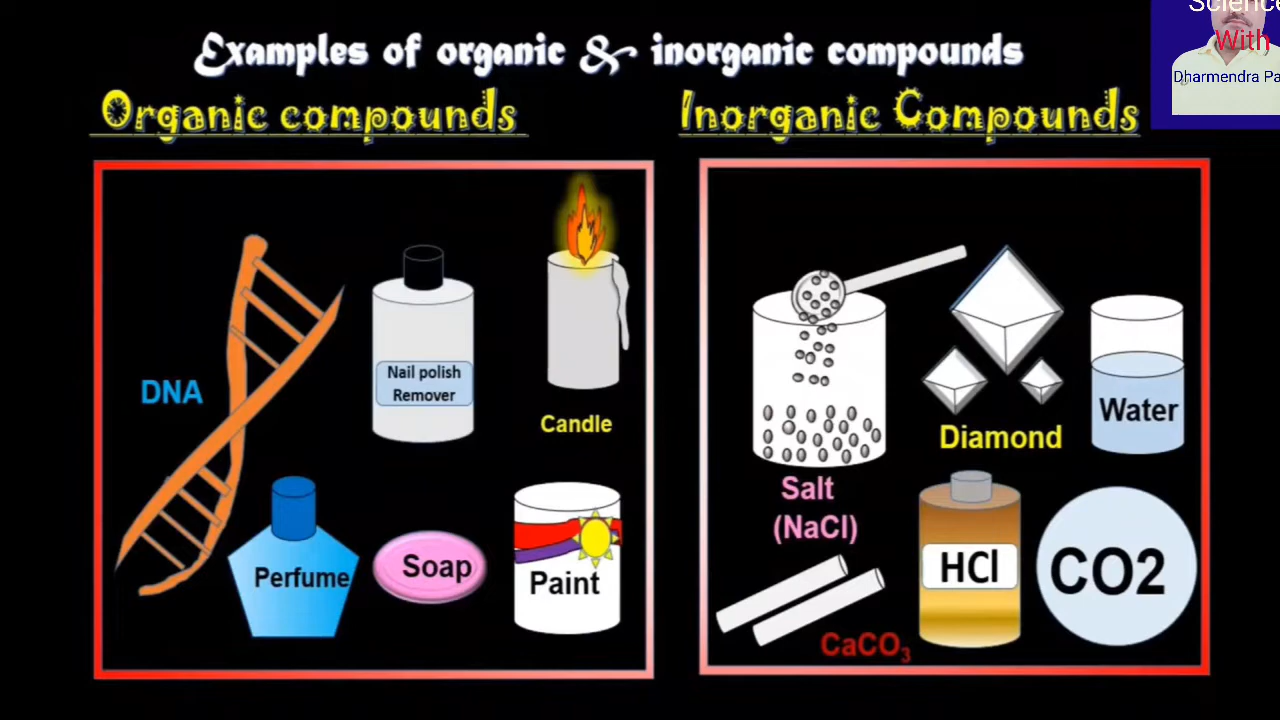 Examples of organic & inorganic compounds
Science
With
Dharmendra Pa
Organic compounds
Inorganic Compounds
DNA
Nail polish
Remover
Candle
Perfume
Soap
Paint
Salt
(NaCl)
Diamond
Water
CaCO₃
HCl
CO2